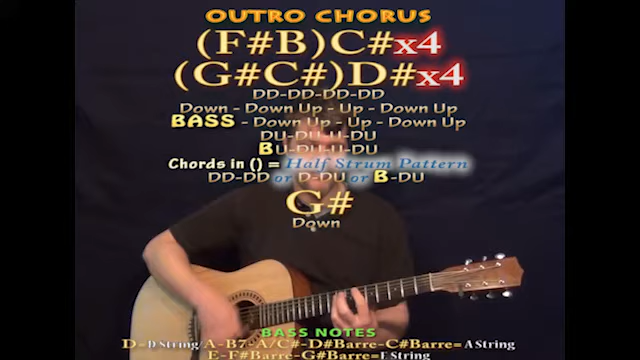 OUTRO CHORUS
(F#B)C#x4
(G#C#)D#x4
DD-DD-DD-DD
Down - Down Up - Up - Down Up
BASS - Down Up - Up - Down Up
DU-DU-U-DU
BU-DU-U-DU
Chords in () = Half Strum Pattern
DD-DD or D-DU or B-DU
G#
Down
BASS NOTES
D=D String A-B7-A/C#-D#Barre-C#Barre=A String
E-F#Barre-G#Barre=E String